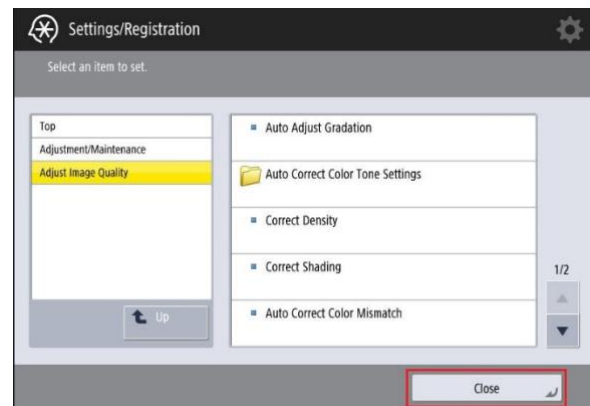 Settings/Registration
Select an item to set.
Top
Adjustment/Maintenance
Adjust Image Quality
Up
Auto Adjust Gradation
Auto Correct Color Tone Settings
Correct Density
Correct Shading
Auto Correct Color Mismatch
1/2
Close